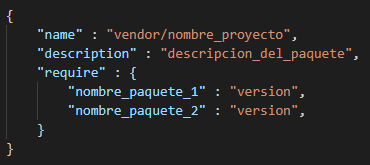 {
    "name" : "vendor/nombre_proyecto",
    "description" : "descripcion_del_paquete",
    "require" : {
        "nombre_paquete_1" : "version",
        "nombre_paquete_2" : "version",
    }
}